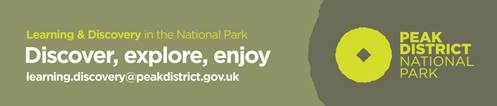 Learning & Discovery in the National Park
Discover, explore, enjoy
learning.discovery@peakdistrict.gov.uk
PEAK
DISTRICT
NATIONAL
PARK